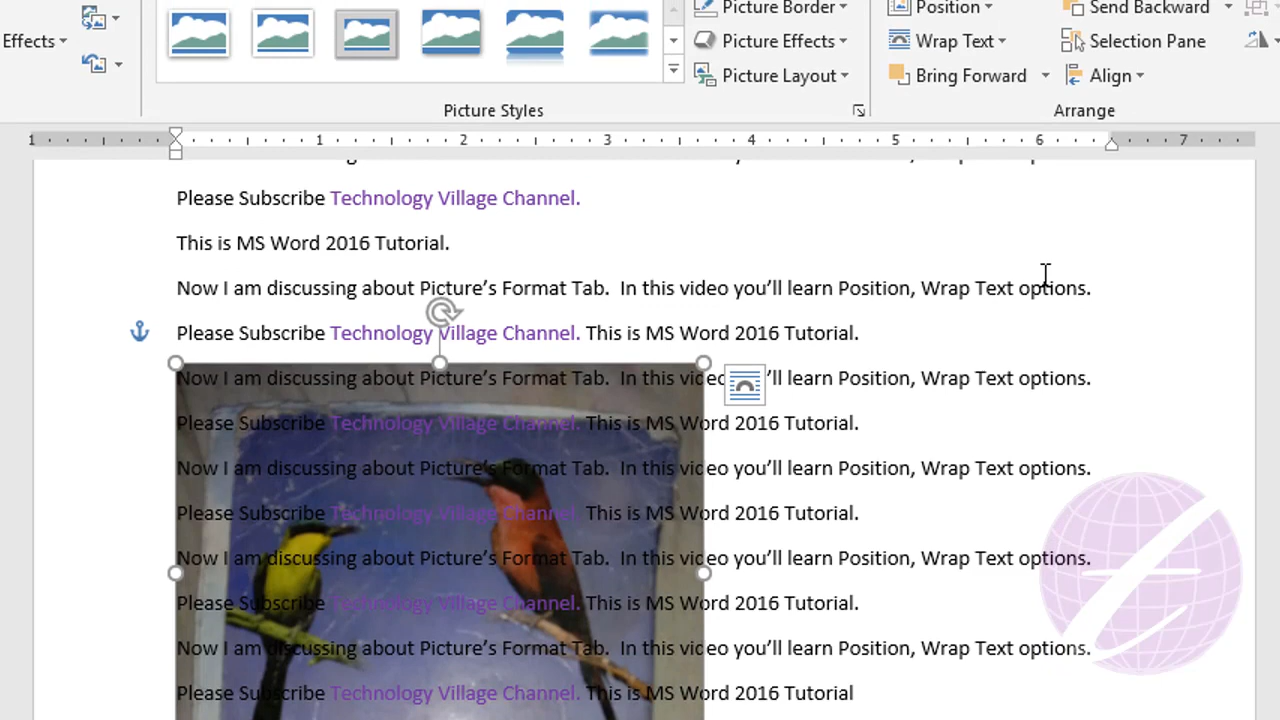 Picture Border
Position
Send Backward
Effects
Picture Effects
Wrap Text
Selection Pane
Picture Layout
Bring Forward
Align
Picture Styles
Arrange
1 1 2 3 4 5 6 7
Please Subscribe Technology Village Channel.
This is MS Word 2016 Tutorial.
Now I am discussing about Picture’s Format Tab.  In this video you’ll learn Position, Wrap Text options.
Please Subscribe Technology Village Channel. This is MS Word 2016 Tutorial.
Now I am discussing about Picture’s Format Tab.  In this video you’ll learn Position, Wrap Text options.
Please Subscribe Technology Village Channel. This is MS Word 2016 Tutorial.
Now I am discussing about Picture’s Format Tab.  In this video you’ll learn Position, Wrap Text options.
Please Subscribe Technology Village Channel. This is MS Word 2016 Tutorial.
Now I am discussing about Picture’s Format Tab.  In this video you’ll learn Position, Wrap Text options.
Please Subscribe Technology Village Channel. This is MS Word 2016 Tutorial.
Now I am discussing about Picture’s Format Tab.  In this video you’ll learn Position, Wrap Text options.
Please Subscribe Technology Village Channel. This is MS Word 2016 Tutorial